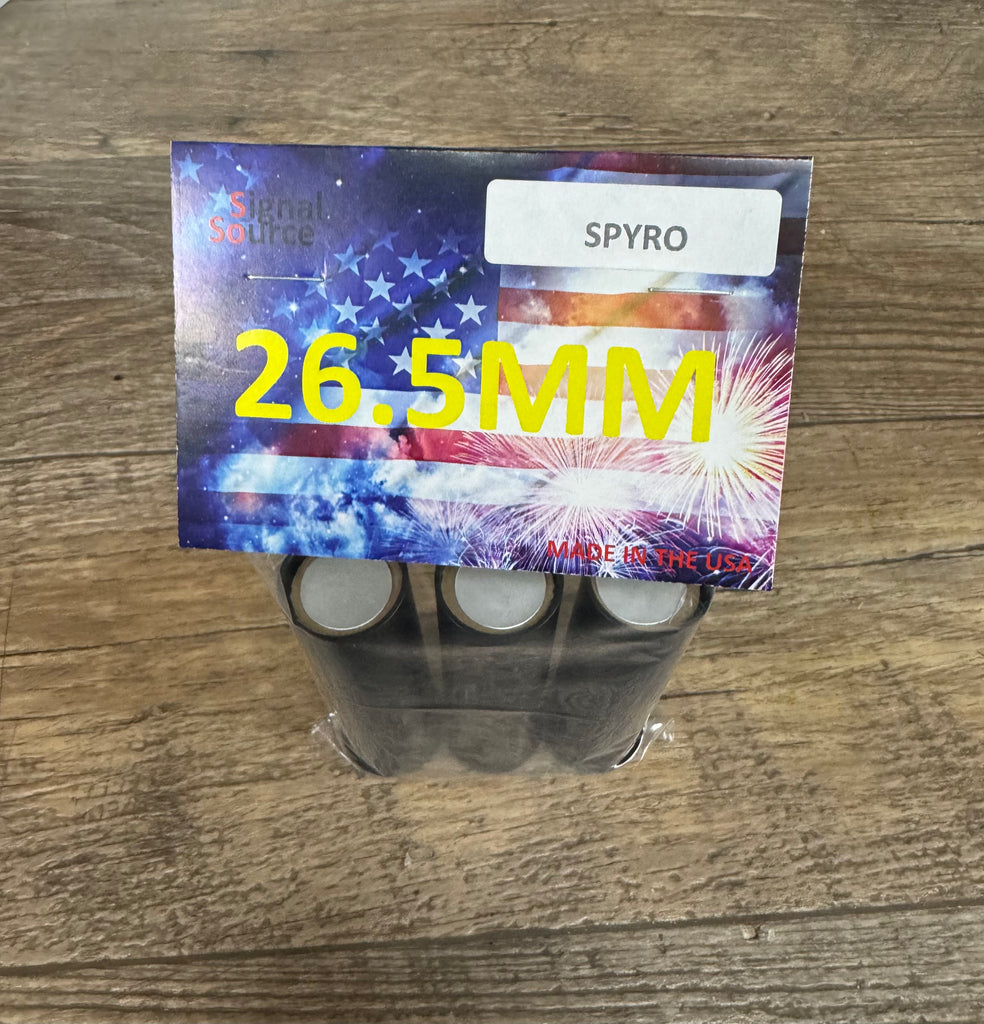 Signal
Source
SPYRO
26.5MM
MADE IN THE USA